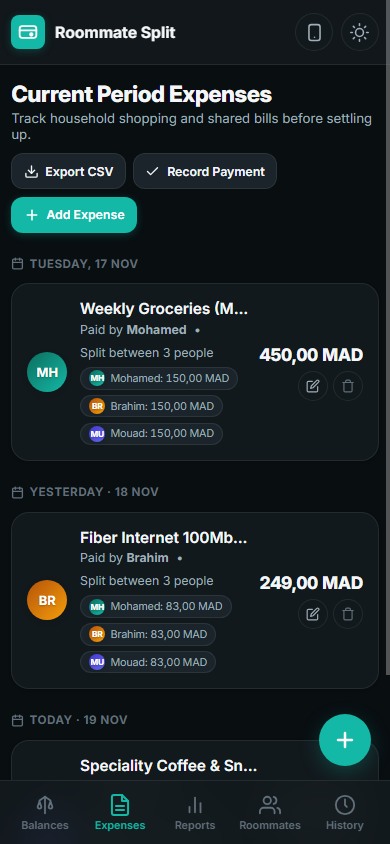 Roommate Split
Current Period Expenses
Track household shopping and shared bills before settling
up.
Export CSV
Record Payment
Add Expense
TUESDAY, 17 NOV
Weekly Groceries (M...
Paid by Mohamed •
Split between 3 people
450,00 MAD
MH
MH Mohamed: 150,00 MAD
BR Brahim: 150,00 MAD
MU Mouad: 150,00 MAD
YESTERDAY · 18 NOV
Fiber Internet 100Mb...
Paid by Brahim •
Split between 3 people
249,00 MAD
BR
MH Mohamed: 83,00 MAD
BR Brahim: 83,00 MAD
MU Mouad: 83,00 MAD
TODAY · 19 NOV
Speciality Coffee & Sn...
Balances
Expenses
Reports
Roommates
History